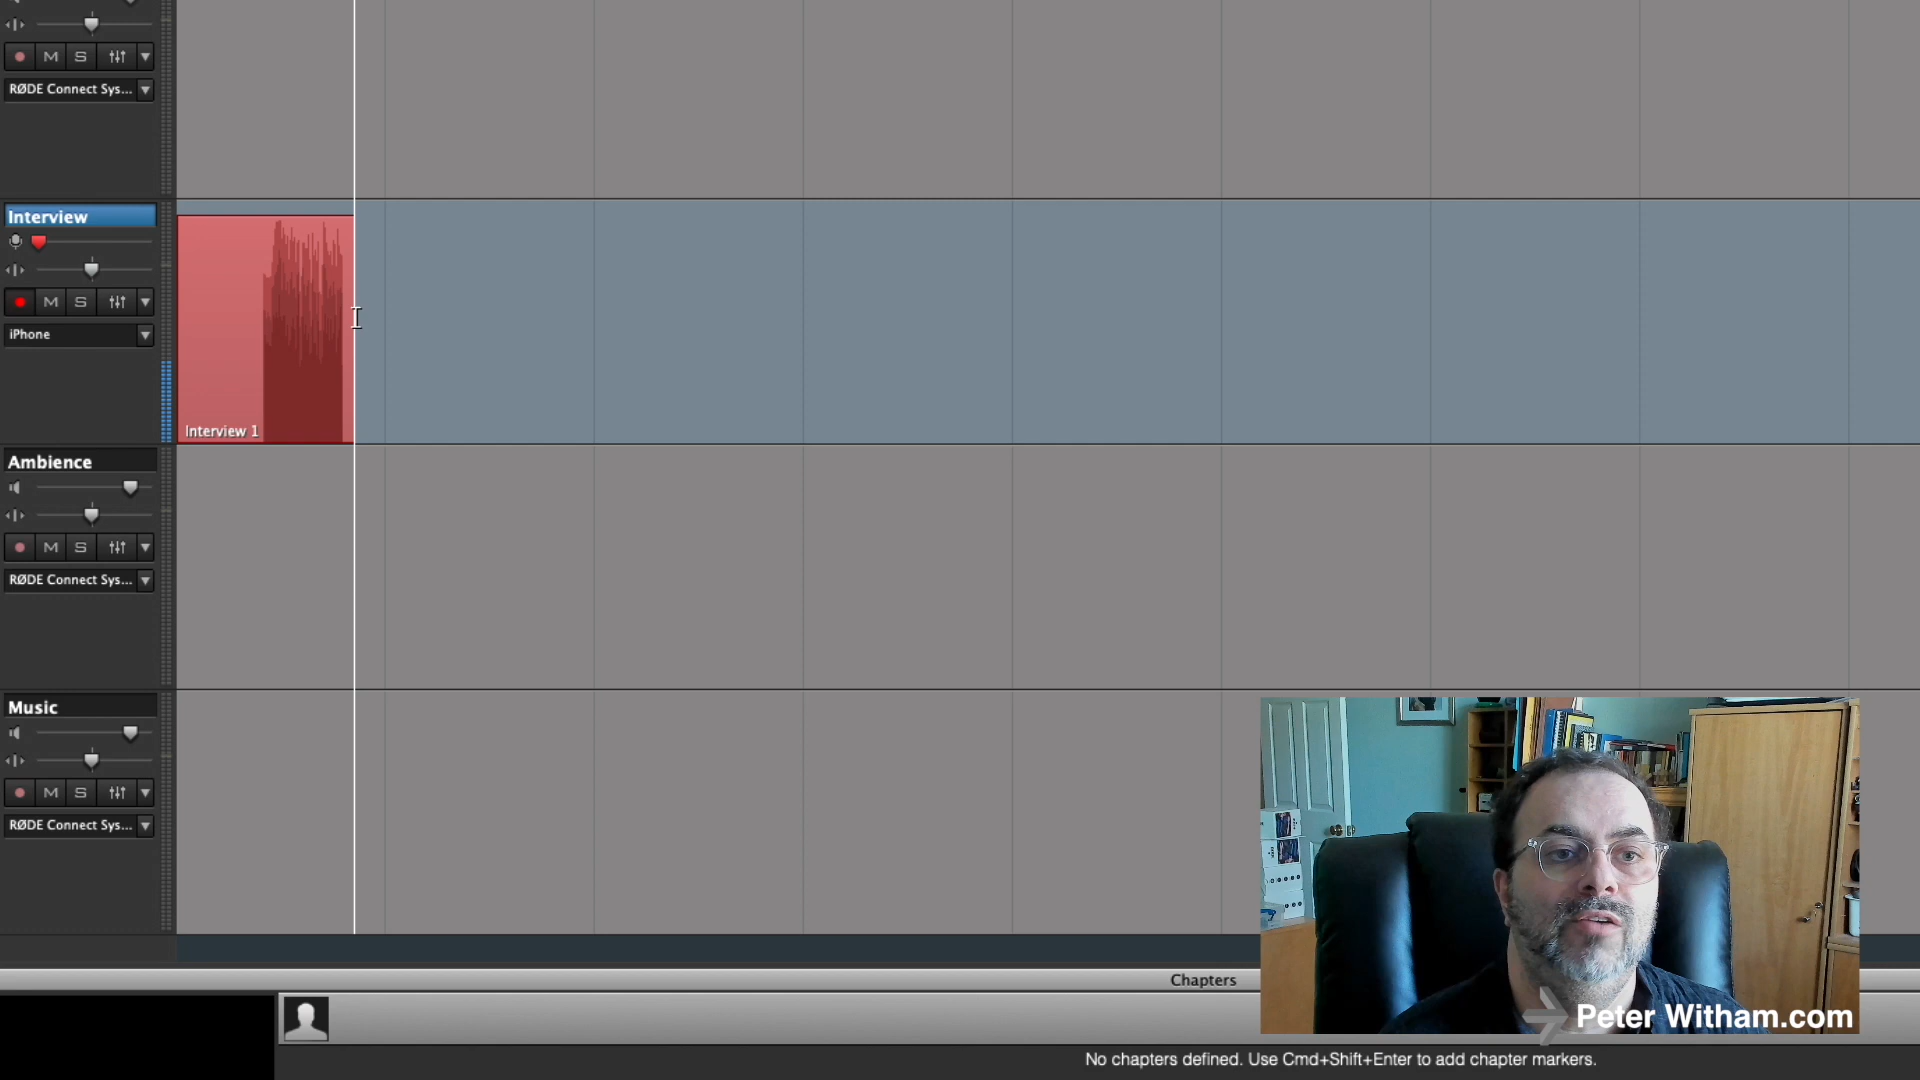 M S
RØDE Connect Sys...
Interview
M S
iPhone
Interview 1
Ambience
M S
RØDE Connect Sys...
Music
M S
RØDE Connect Sys...
Chapters
Peter Witham.com
No chapters defined. Use Cmd+Shift+Enter to add chapter markers.